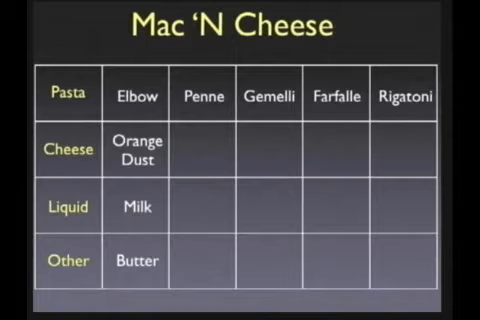 Mac ‘N Cheese
Pasta Elbow Penne Gemelli Farfalle Rigatoni
Cheese Orange Dust
Liquid Milk
Other Butter